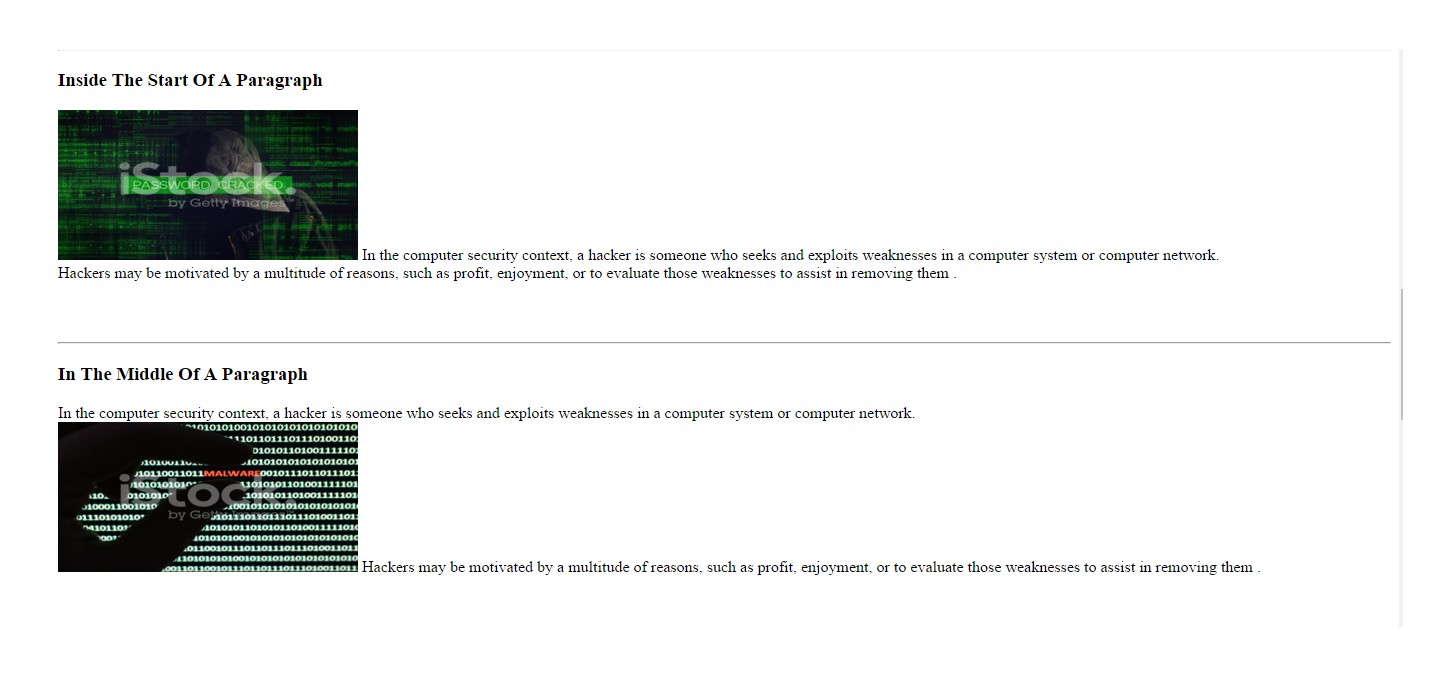 Inside The Start Of A Paragraph
iStock.
PASSWORD CRACKED
by Getty Images™
In the computer security context, a hacker is someone who seeks and exploits weaknesses in a computer system or computer network.
Hackers may be motivated by a multitude of reasons, such as profit, enjoyment, or to evaluate those weaknesses to assist in removing them .
In The Middle Of A Paragraph
In the computer security context, a hacker is someone who seeks and exploits weaknesses in a computer system or computer network.
MALWARE
iStock.
by Getty Images
Hackers may be motivated by a multitude of reasons, such as profit, enjoyment, or to evaluate those weaknesses to assist in removing them .